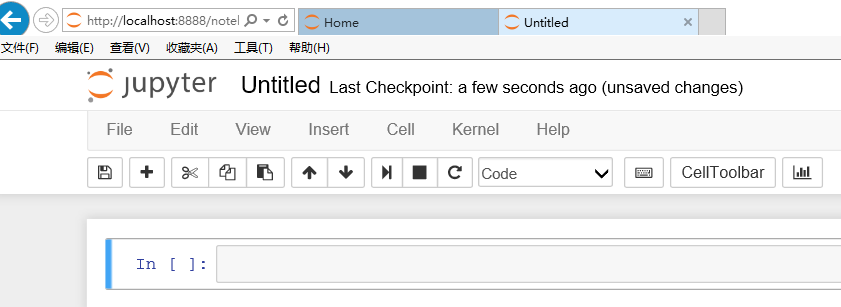 http://localhost:8888/notel
Home
Untitled
文件(F) 编辑(E) 查看(V) 收藏夹(A) 工具(T) 帮助(H)
jupyter Untitled Last Checkpoint: a few seconds ago (unsaved changes)
File Edit View Insert Cell Kernel Help
Code CellToolbar
In [ ]: